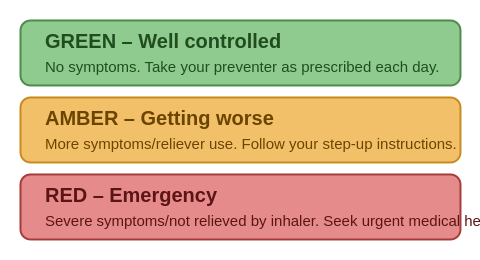 GREEN – Well controlled
No symptoms. Take your preventer as prescribed each day.
AMBER – Getting worse
More symptoms/reliever use. Follow your step-up instructions.
RED – Emergency
Severe symptoms/not relieved by inhaler. Seek urgent medical